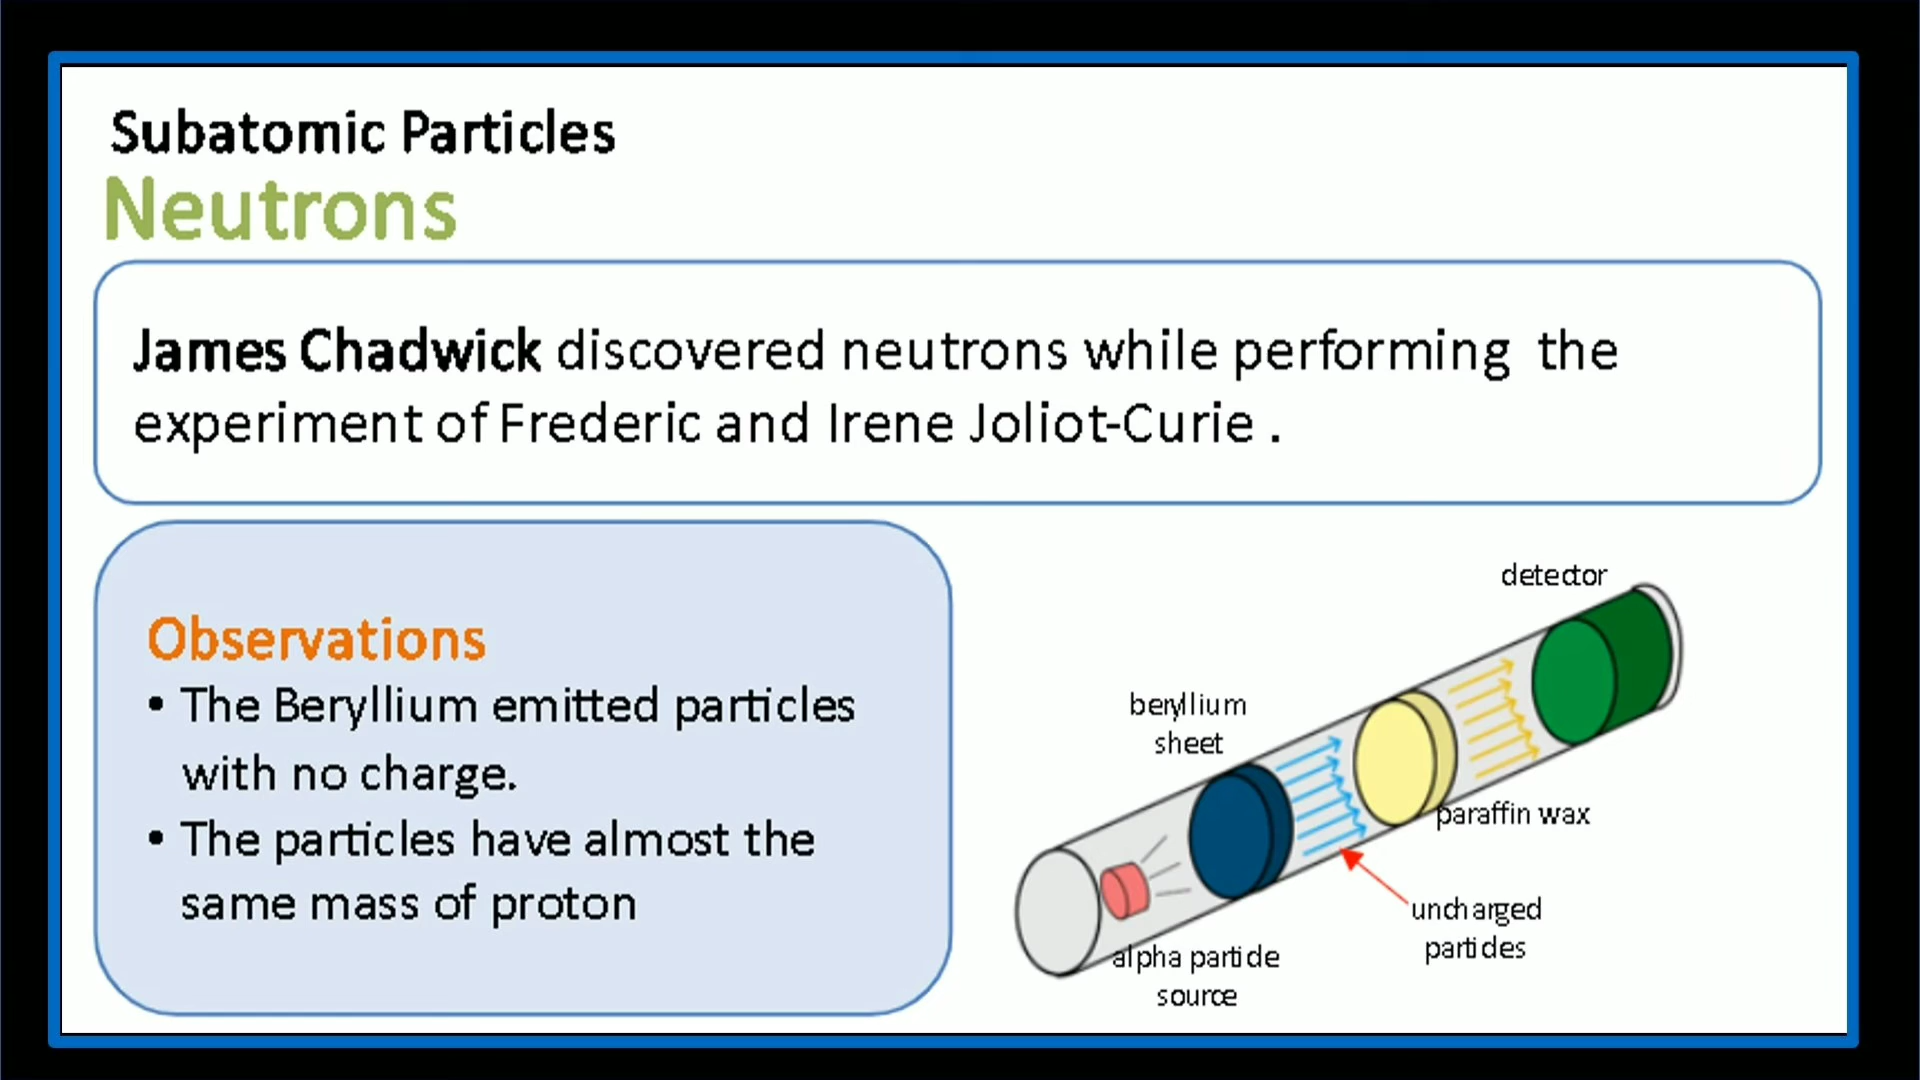 Subatomic Particles
Neutrons
James Chadwick discovered neutrons while performing the
experiment of Frederic and Irene Joliot-Curie .
Observations
• The Beryllium emitted particles
with no charge.
• The particles have almost the
same mass of proton
detector
beryllium
sheet
paraffin wax
uncharged
particles
alpha particle
source